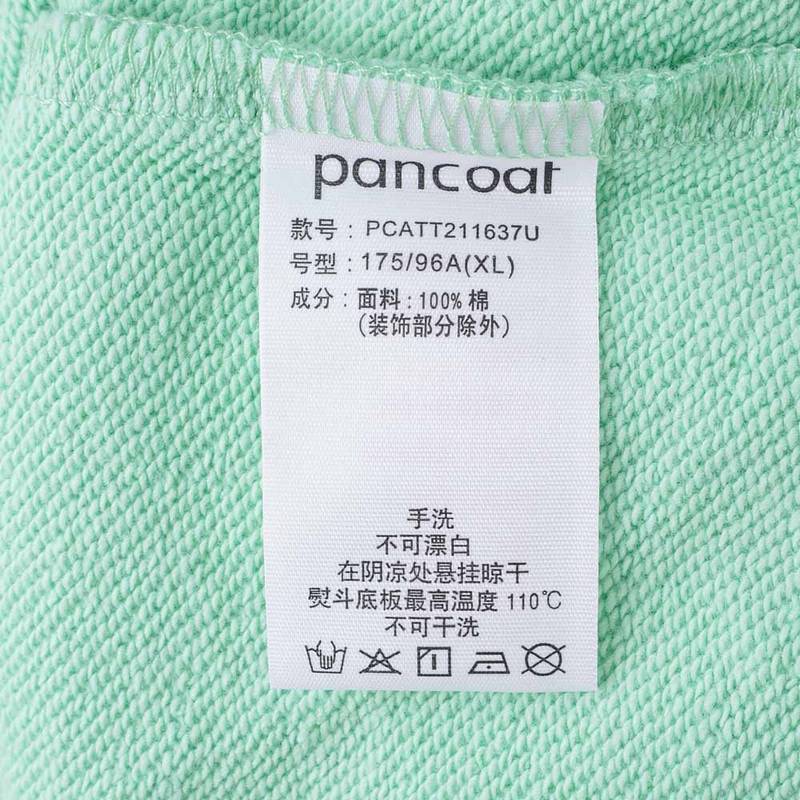 pancoat
款号：PCATT211637U
号型：175/96A(XL)
成分：面料：100% 棉
（装饰部分除外）
手洗
不可漂白
在阴凉处悬挂晾干
熨斗底板最高温度 110℃
不可干洗